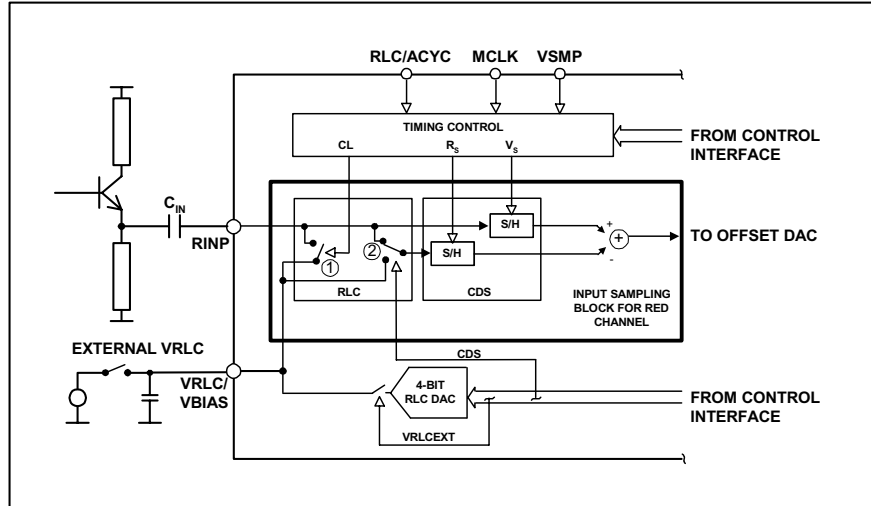 RLC/ACYC MCLK VSMP
TIMING CONTROL
CL RS VS
FROM CONTROL
INTERFACE
CIN
RINP
1
2
S/H
S/H
+
+
-
TO OFFSET DAC
RLC
CDS
INPUT SAMPLING
BLOCK FOR RED
CHANNEL
EXTERNAL VRLC
VRLC/
VBIAS
CDS
4-BIT
RLC DAC
VRLCEXT
FROM CONTROL
INTERFACE